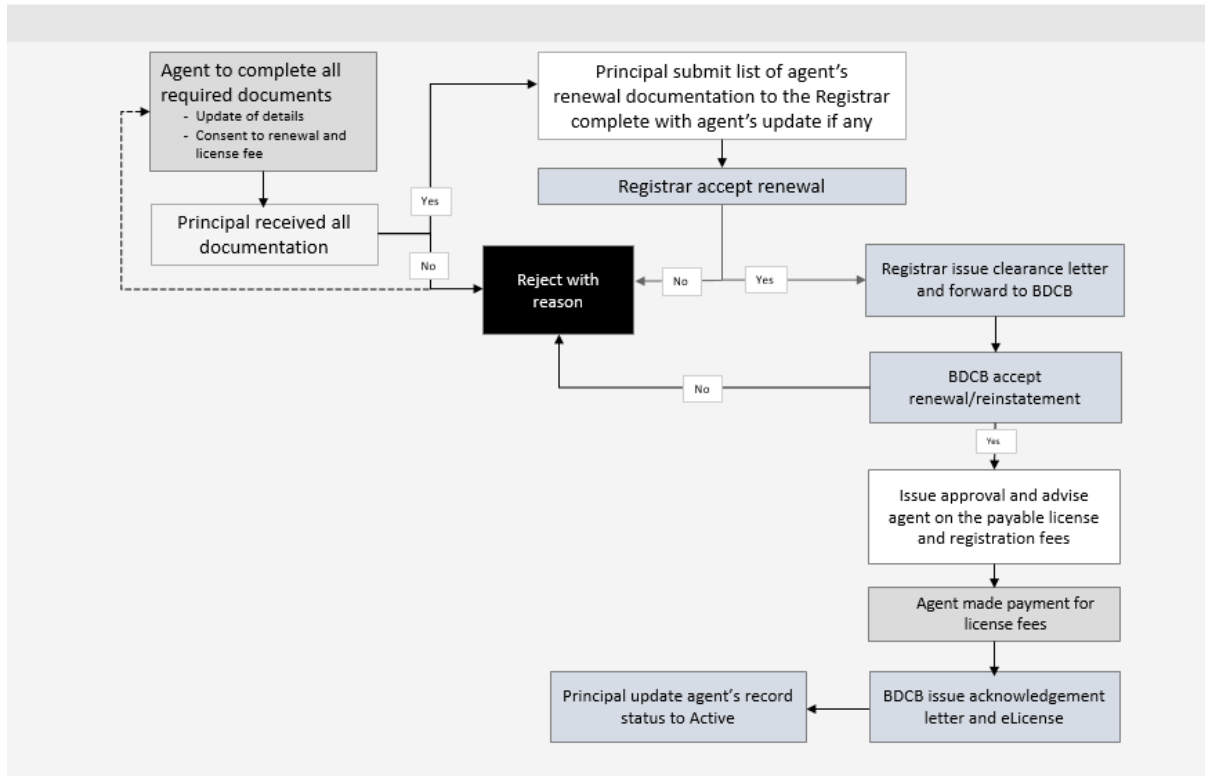 Agent to complete all
required documents
- Update of details
- Consent to renewal and
license fee
Principal received all
documentation
Yes
No
Principal submit list of agent's
renewal documentation to the Registrar
complete with agent's update if any
Registrar accept renewal
Reject with
reason
No
Yes
Registrar issue clearance letter
and forward to BDCB
BDCB accept
renewal/reinstatement
No
Yes
Issue approval and advise
agent on the payable license
and registration fees
Agent made payment for
license fees
BDCB issue acknowledgement
letter and eLicense
Principal update agent's record
status to Active